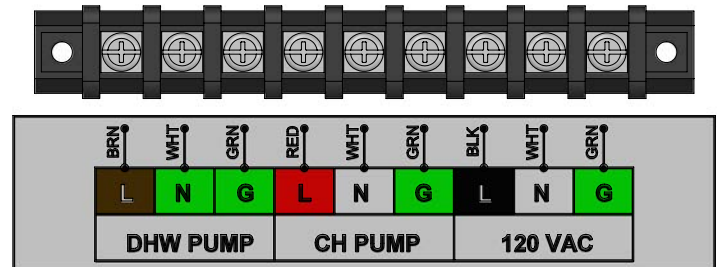 BRN WHT GRN RED WHT GRN BLK WHT GRN
L N G L N G L N G
DHW PUMP CH PUMP 120 VAC